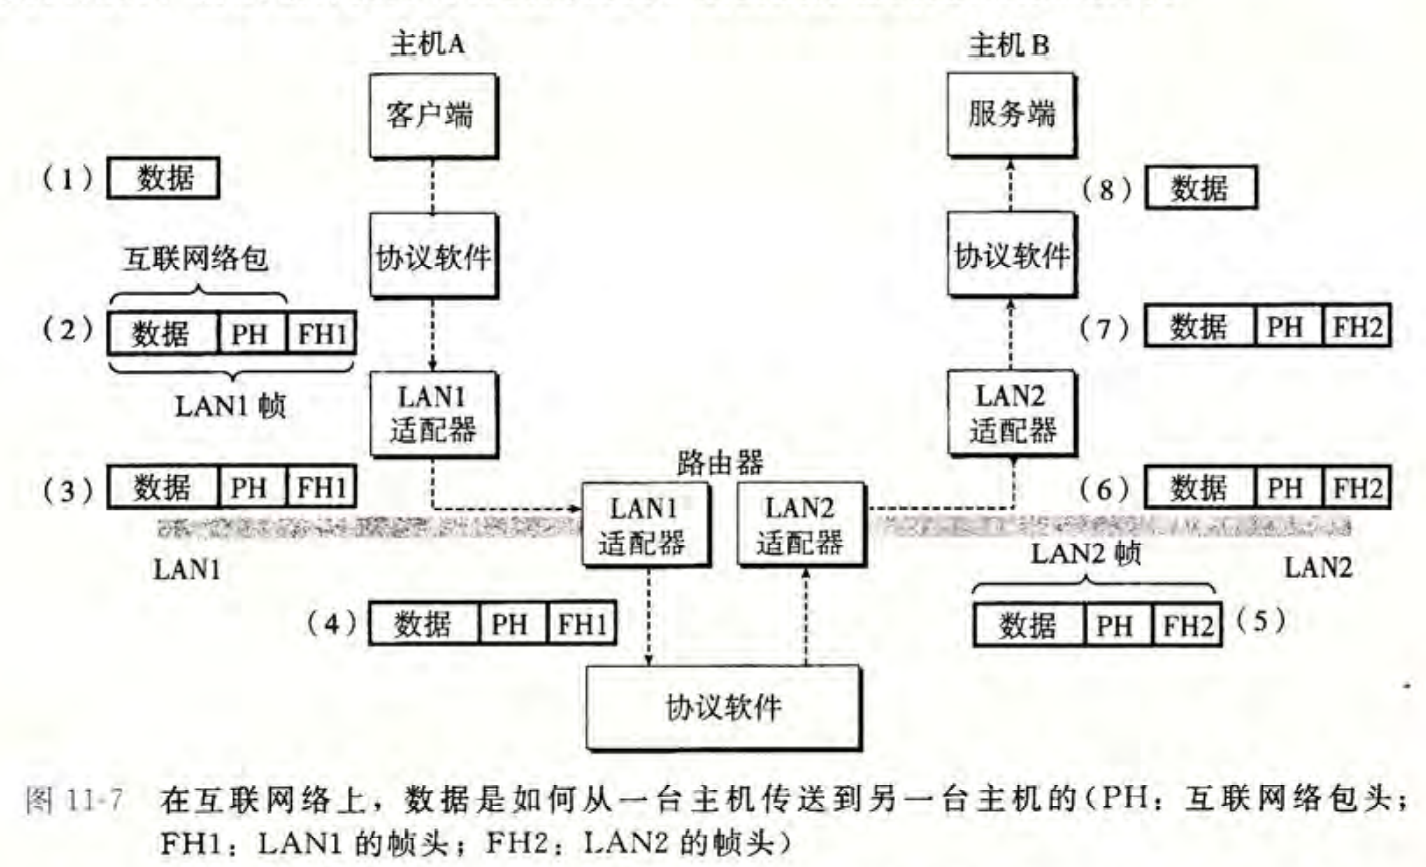 主机A
主机B
客户端
服务端
(1) 数据
(8) 数据
协议软件
协议软件
互联网络包
(2) 数据 PH FH1
(7) 数据 PH FH2
LAN1 帧
LAN1
适配器
LAN2
适配器
(3) 数据 PH FH1
路由器
(6) 数据 PH FH2
LAN1
适配器
LAN2
适配器
LAN1
LAN2 帧
LAN2
(4) 数据 PH FH1
数据 PH FH2 (5)
协议软件
图 11-7 在互联网络上，数据是如何从一台主机传送到另一台主机的(PH：互联网络包头；
FH1：LAN1 的帧头；FH2：LAN2 的帧头)